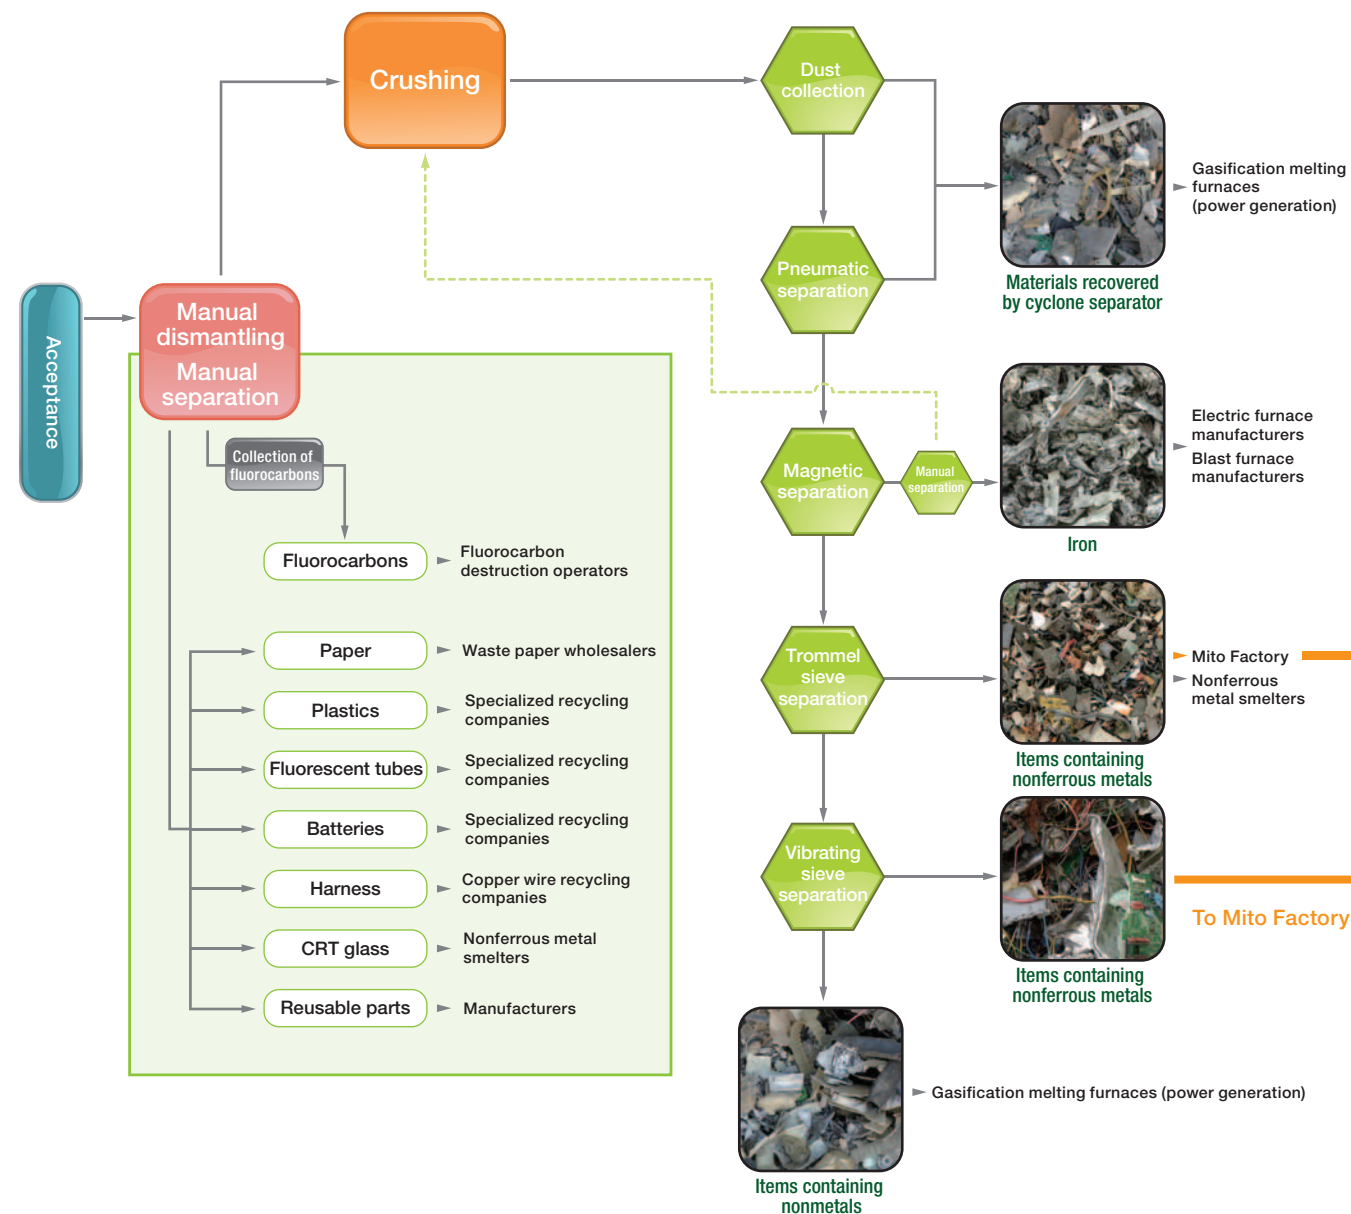 Acceptance
Manual
dismantling
Manual
separation
Crushing
Collection of
fluorocarbons
Fluorocarbons
Fluorocarbon
destruction operators
Paper
Waste paper wholesalers
Plastics
Specialized recycling
companies
Fluorescent tubes
Specialized recycling
companies
Batteries
Specialized recycling
companies
Harness
Copper wire recycling
companies
CRT glass
Nonferrous metal
smelters
Reusable parts
Manufacturers
Dust
collection
Pneumatic
separation
Materials recovered
by cyclone separator
Gasification melting
furnaces
(power generation)
Magnetic
separation
Manual
separation
Iron
Electric furnace
manufacturers
Blast furnace
manufacturers
Trommel
sieve
separation
Items containing
nonferrous metals
Mito Factory
Nonferrous
metal smelters
Vibrating
sieve
separation
Items containing
nonferrous metals
To Mito Factory
Items containing
nonmetals
Gasification melting furnaces (power generation)